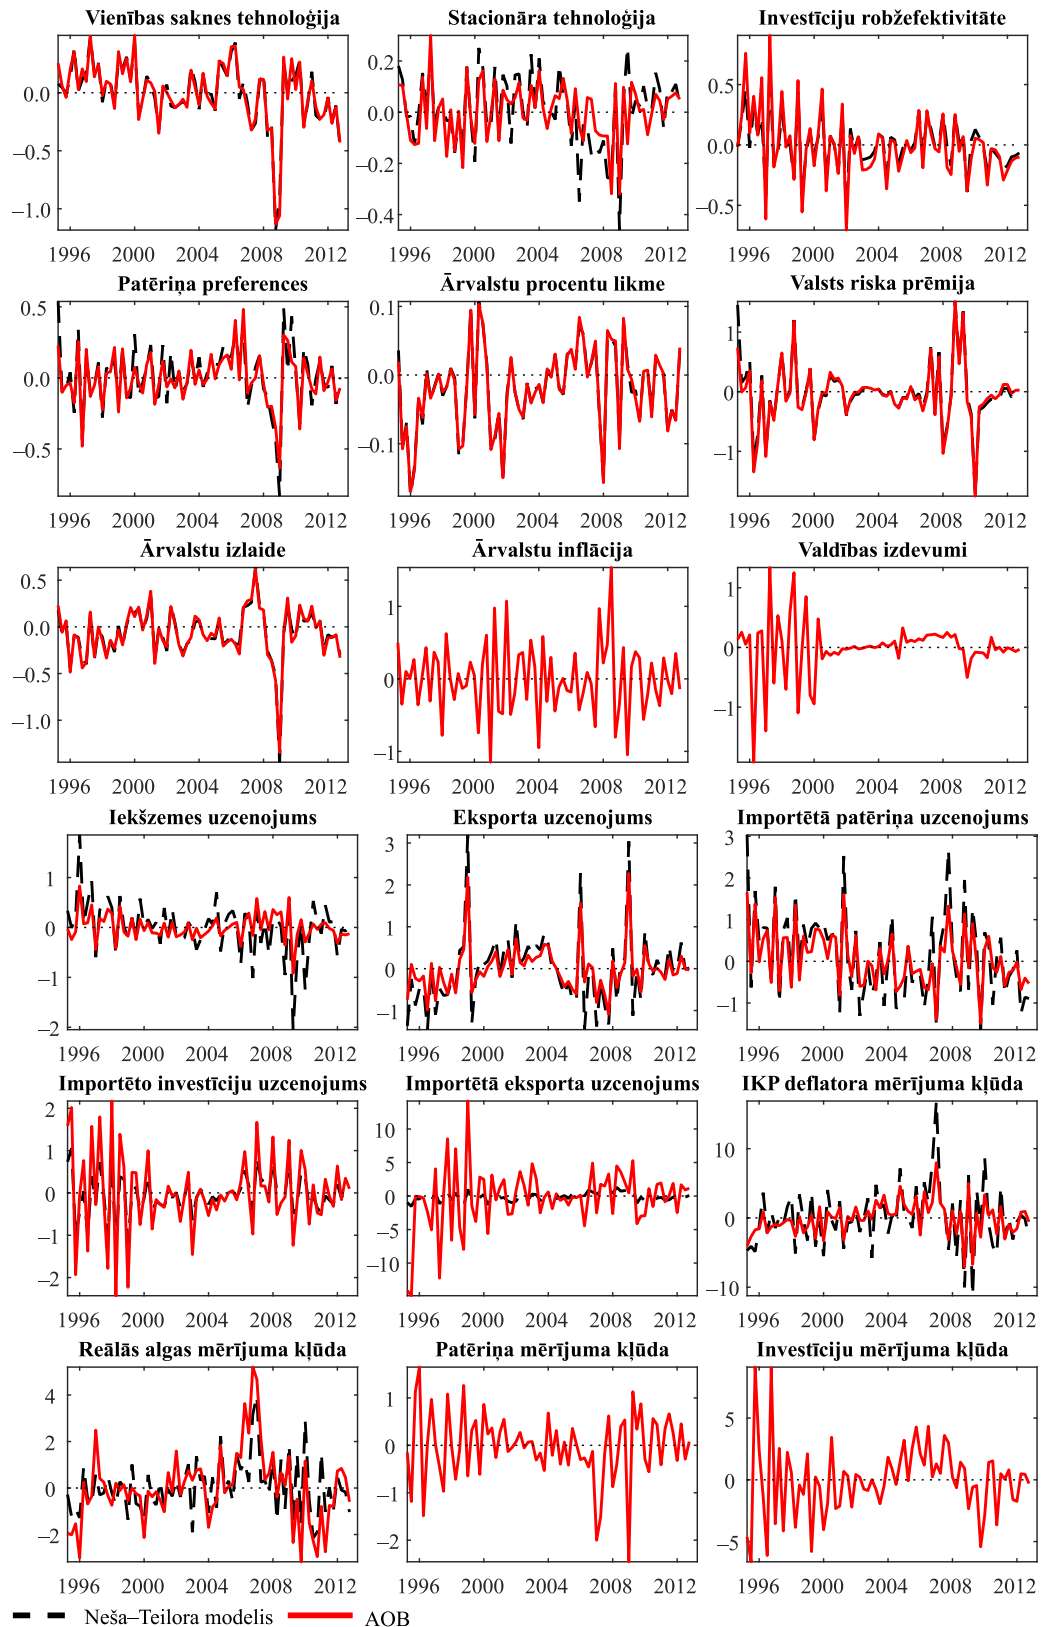 Vienības saknes tehnoloģija Stacionāra tehnoloģija Investīciju robžefektivitāte
0.0 −0.5 −1.0
0.2 0.0 −0.2 −0.4
0.5 0.0 −0.5
1996 2000 2004 2008 2012 1996 2000 2004 2008 2012 1996 2000 2004 2008 2012
Patēriņa preferences Ārvalstu procentu likme Valsts riska prēmija
0.5 0.0 −0.5
0.1 0.0 −0.1
1 0 −1
1996 2000 2004 2008 2012 1996 2000 2004 2008 2012 1996 2000 2004 2008 2012
Ārvalstu izlaide Ārvalstu inflācija Valdības izdevumi
0.5 0.0 −0.5 −1.0
1 0 −1
1 0 −1
1996 2000 2004 2008 2012 1996 2000 2004 2008 2012 1996 2000 2004 2008 2012
Iekšzemes uzcenojums Eksporta uzcenojums Importētā patēriņa uzcenojums
1 0 −1 −2
3 2 1 0 −1
3 2 1 0 −1
1996 2000 2004 2008 2012 1996 2000 2004 2008 2012 1996 2000 2004 2008 2012
Importēto investīciju uzcenojums Importētā eksporta uzcenojums IKP deflatora mērījuma kļūda
2 1 0 −1 −2
10 5 0 −5 −10
10 0 −10
1996 2000 2004 2008 2012 1996 2000 2004 2008 2012 1996 2000 2004 2008 2012
Reālās algas mērījuma kļūda Patēriņa mērījuma kļūda Investīciju mērījuma kļūda
4 2 0 −2
1 0 −1 −2
5 0 −5
1996 2000 2004 2008 2012 1996 2000 2004 2008 2012 1996 2000 2004 2008 2012
Neša–Teilora modelis AOB